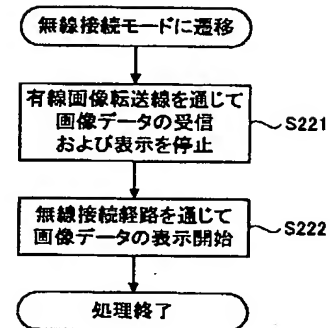 無線接続モードに遷移
有線画像転送線を通じて
画像データの受信
および表示を停止
S221
無線接続経路を通じて
画像データの表示開始
S222
処理終了